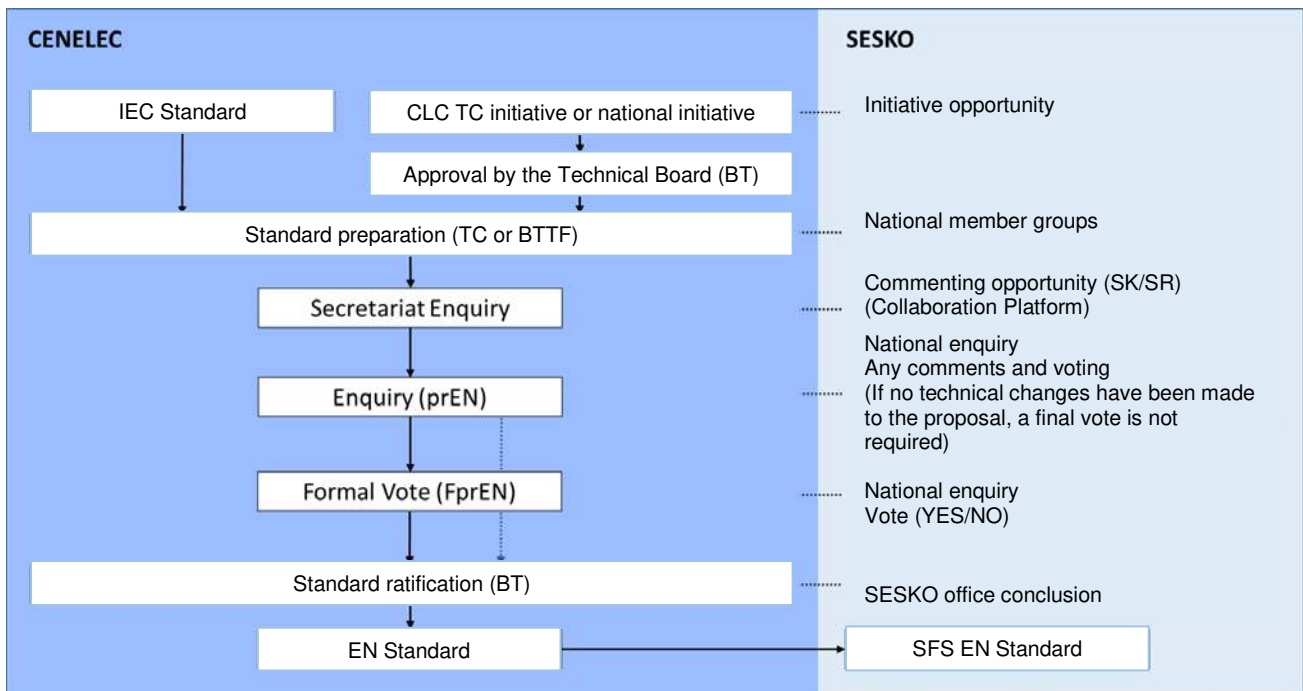 CENELEC
SESKO
IEC Standard
CLC TC initiative or national initiative
Initiative opportunity
Approval by the Technical Board (BT)
Standard preparation (TC or BTTF)
National member groups
Secretariat Enquiry
Commenting opportunity (SK/SR)
(Collaboration Platform)
Enquiry (prEN)
National enquiry
Any comments and voting
(If no technical changes have been made
to the proposal, a final vote is not
required)
Formal Vote (FprEN)
National enquiry
Vote (YES/NO)
Standard ratification (BT)
SESKO office conclusion
EN Standard
SFS EN Standard